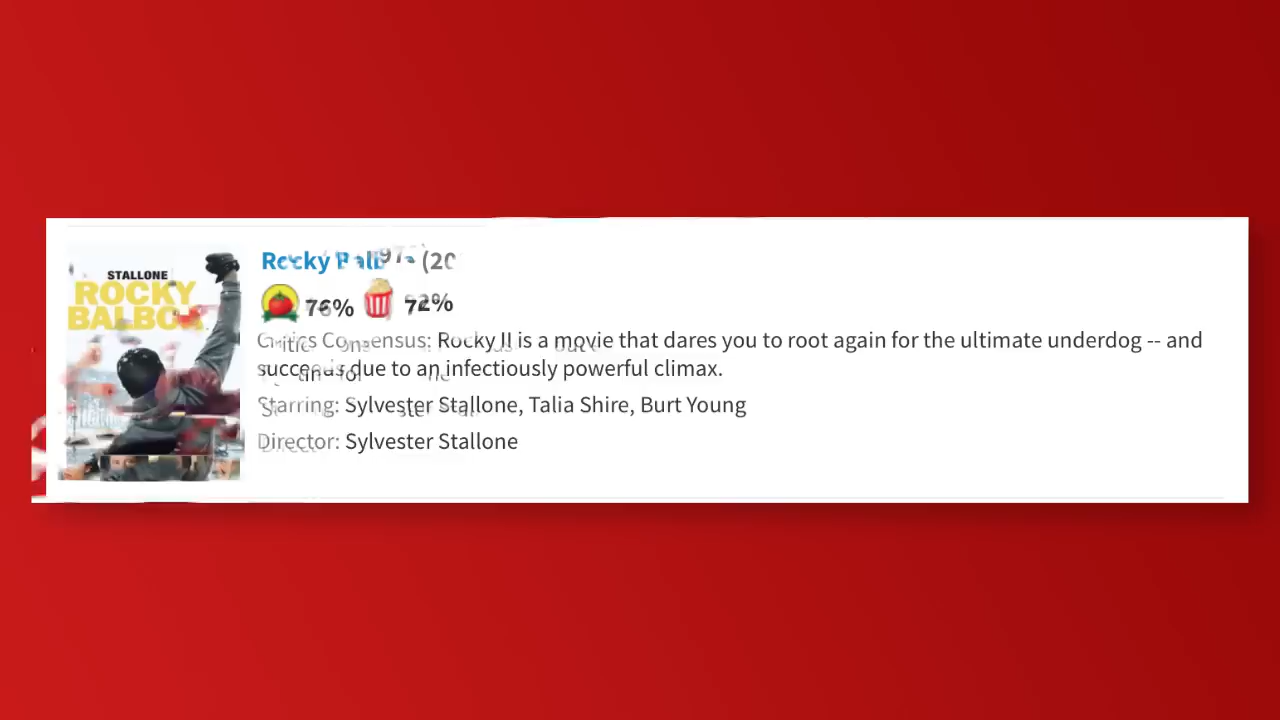 STALLONE
ROCKY
BALBOA
Rocky (20
76% 72%
Critics Consensus: Rocky II is a movie that dares you to root again for the ultimate underdog -- and
succeeds due to an infectiously powerful climax.
Starring: Sylvester Stallone, Talia Shire, Burt Young
Director: Sylvester Stallone